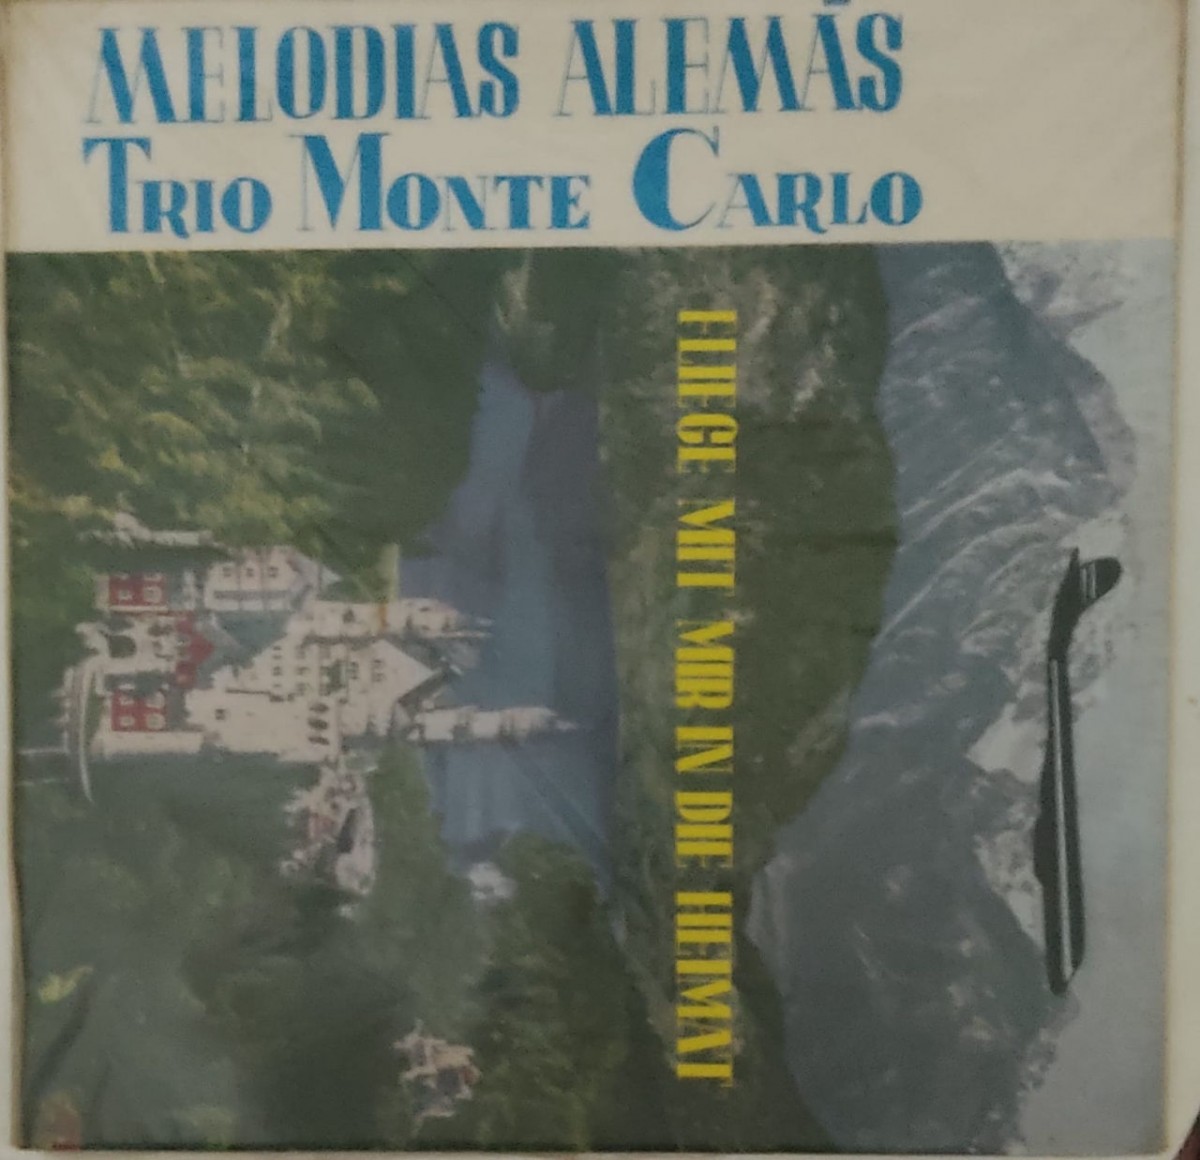 MELODIAS ALEMÃS
TRIO MONTE CARLO
FLIEGE MIT MIR IN DIE HEIMAT